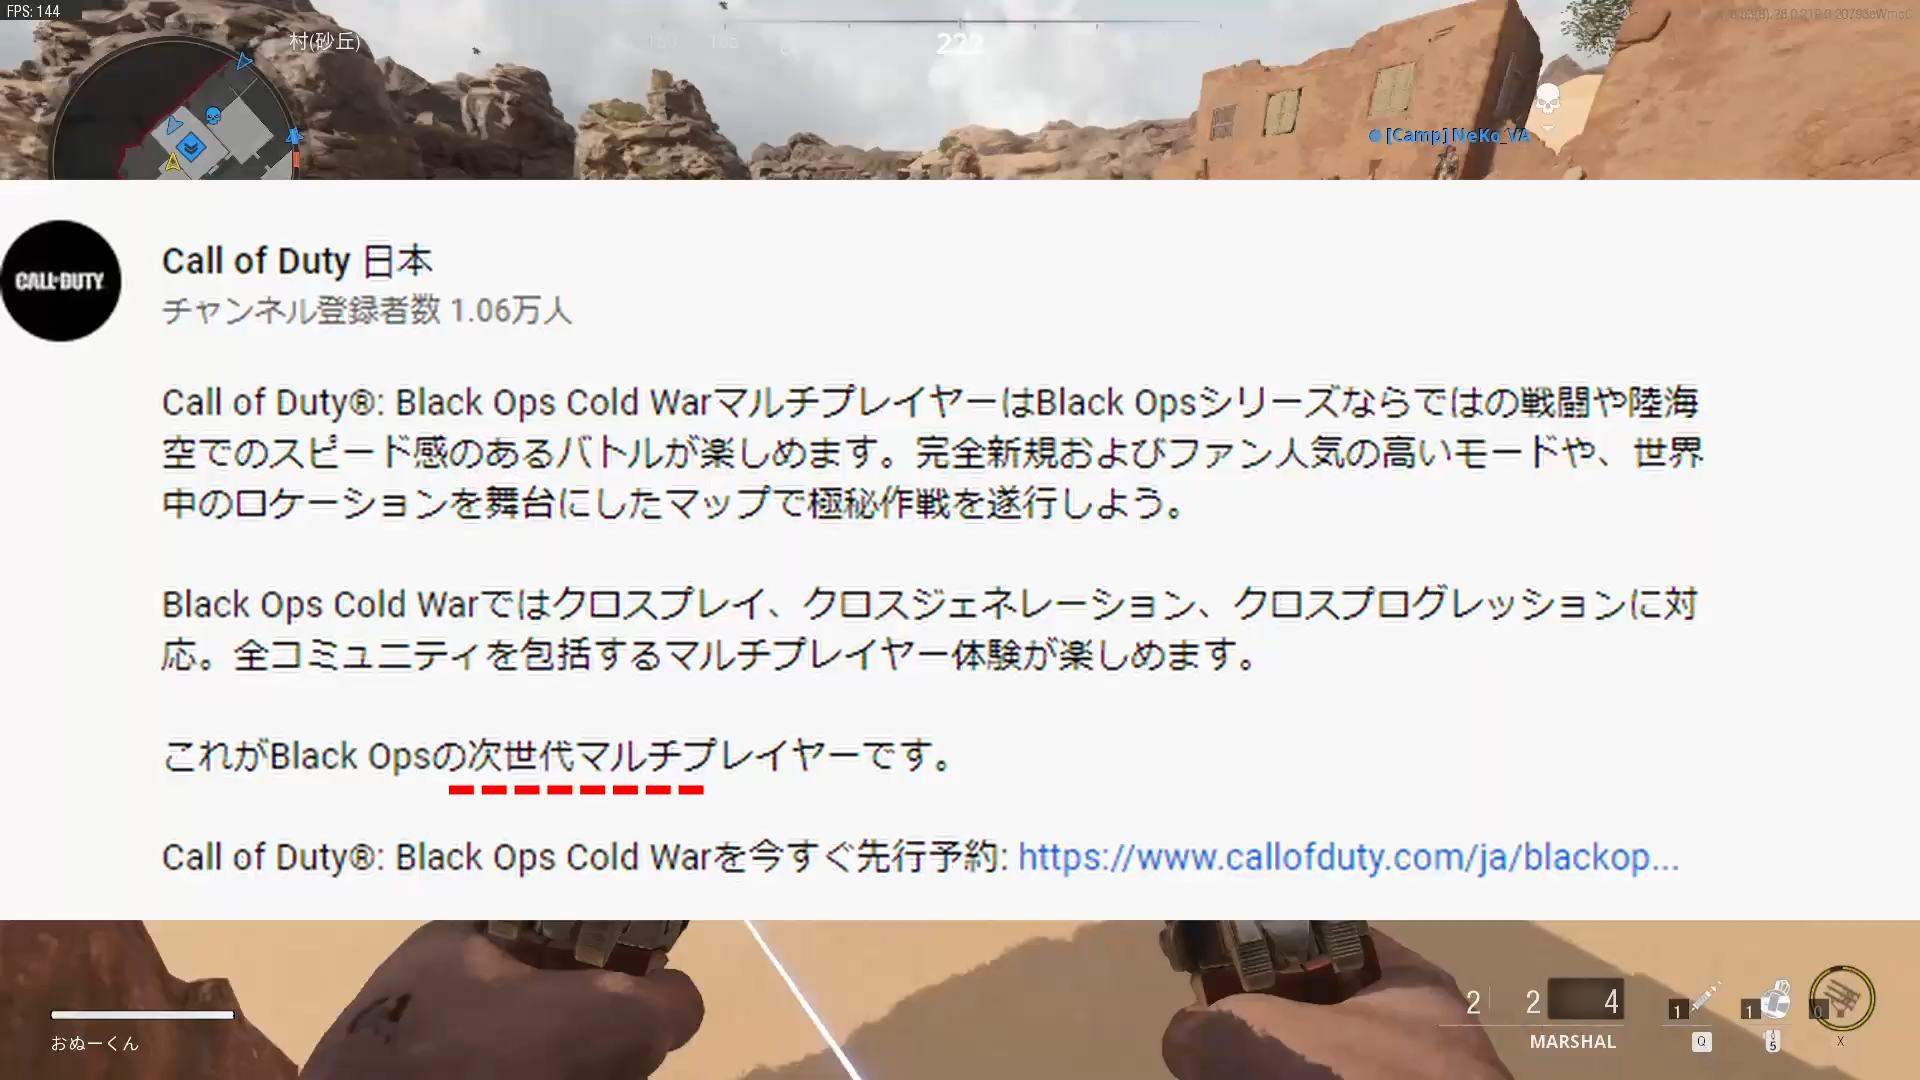 FPS: 144
村(砂丘)
222
[Camp]NeKo_VA
CALL OF DUTY
Call of Duty 日本
チャンネル登録者数 1.06万人
Call of Duty®: Black Ops Cold WarマルチプレイヤーはBlack Opsシリーズならではの戦闘や陸海
空でのスピード感のあるバトルが楽しめます。完全新規およびファン人気の高いモードや、世界
中のロケーションを舞台にしたマップで極秘作戦を遂行しよう。
Black Ops Cold Warではクロスプレイ、クロスジェネレーション、クロスプログレッションに対
応。全コミュニティを包括するマルチプレイヤー体験が楽しめます。
これがBlack Opsの次世代マルチプレイヤーです。
Call of Duty®: Black Ops Cold Warを今すぐ先行予約: https://www.callofduty.com/ja/blackop...
2 2 4
1 1 0
MARSHAL
Q 5 X
おぬーくん